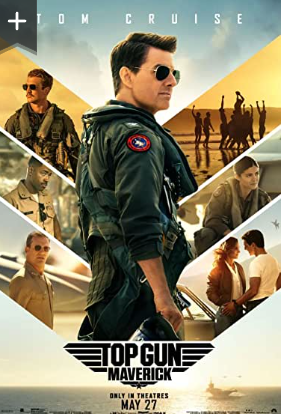 TOM CRUISE
TOP GUN
MAVERICK
ONLY IN THEATRES
MAY 27